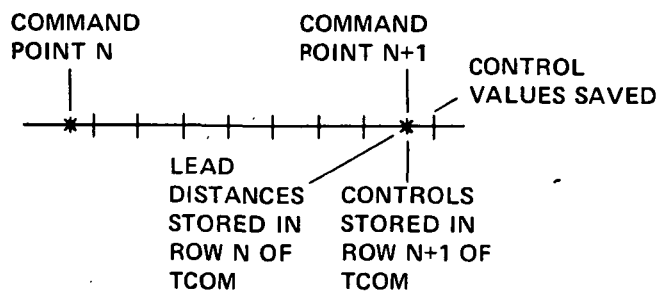 COMMAND
POINT N
COMMAND
POINT N+1
CONTROL
VALUES SAVED
LEAD
DISTANCES
STORED IN
ROW N OF
TCOM
CONTROLS
STORED IN
ROW N+1 OF
TCOM